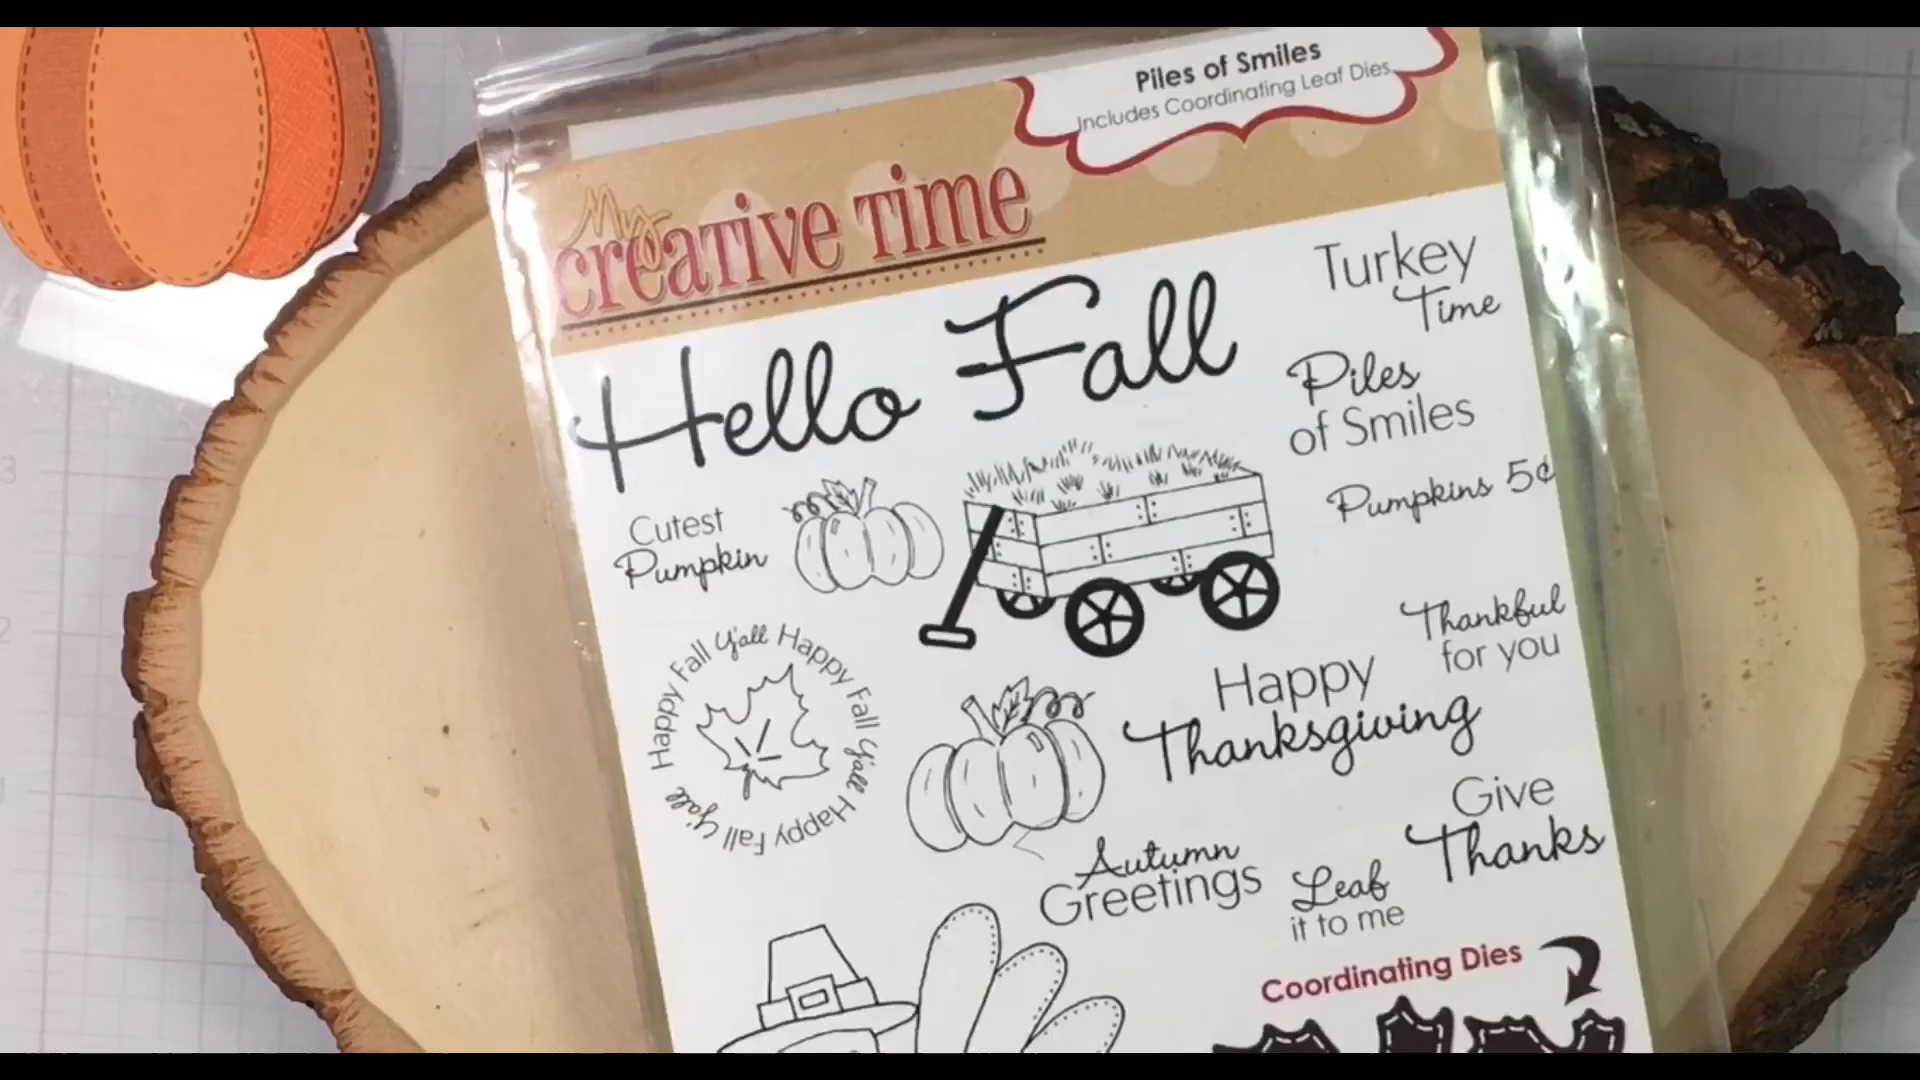 Piles of Smiles
Includes Coordinating Leaf Dies
My
creative Time
Hello Fall
Turkey
Time
Piles
of Smiles
Pumpkins 5¢
Cutest
Pumpkin
Happy Fall Y'all Happy Fall Y'all Happy Fall Y'all
Thankful
for you
Happy
Thanksgiving
Give
Thanks
Autumn
Greetings
Leaf
it to me
Coordinating Dies
3
2